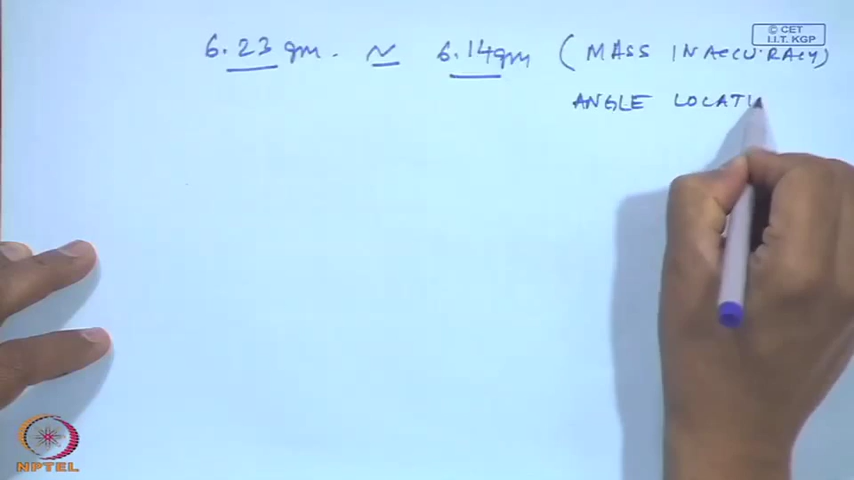 © CET
I.I.T. KGP
6.23 gm. ~ 6.14gm (MASS INACCURACY)
ANGLE LOCATI
NPTEL